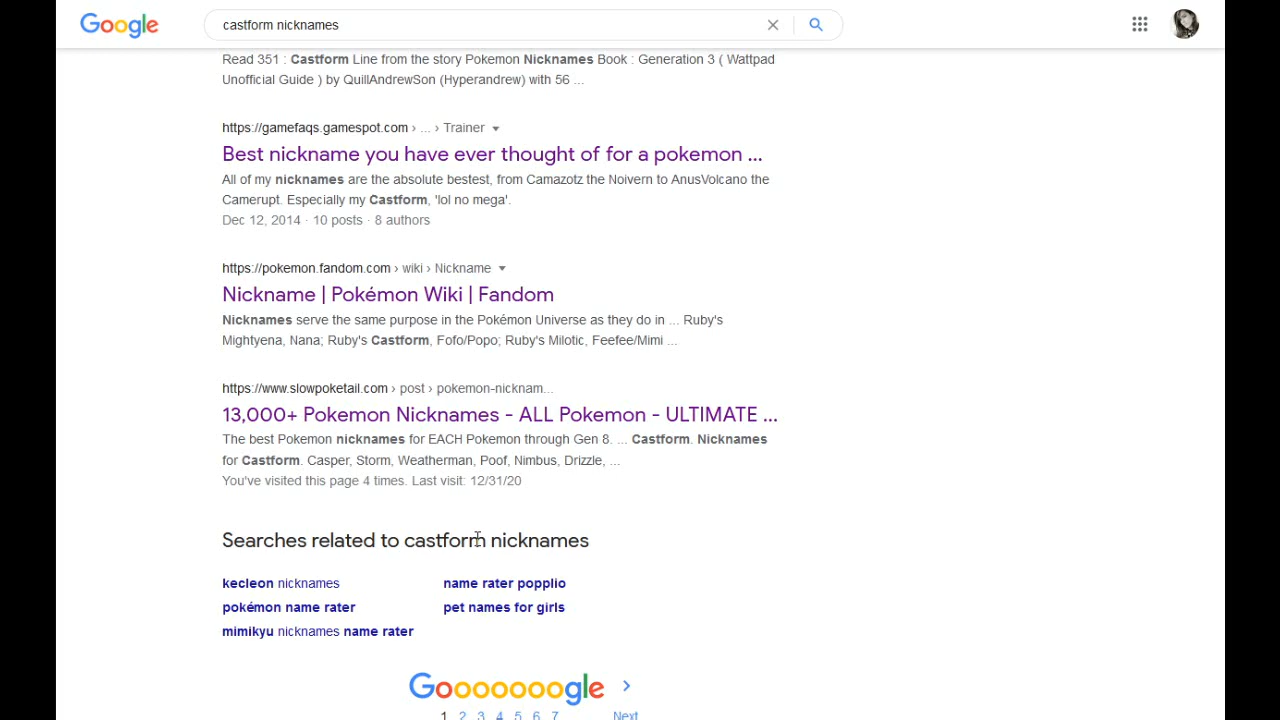 Google
castform nicknames
Read 351 : Castform Line from the story Pokemon Nicknames Book : Generation 3 ( Wattpad
Unofficial Guide ) by QuillAndrewSon (Hyperandrew) with 56 ...
https://gamefaqs.gamespot.com › ... › Trainer
Best nickname you have ever thought of for a pokemon ...
All of my nicknames are the absolute bestest, from Camazotz the Noivern to AnusVolcano the
Camerupt. Especially my Castform, 'lol no mega'.
Dec 12, 2014 · 10 posts · 8 authors
https://pokemon.fandom.com › wiki › Nickname
Nickname | Pokémon Wiki | Fandom
Nicknames serve the same purpose in the Pokémon Universe as they do in ... Ruby's
Mightyena, Nana; Ruby's Castform, Fofo/Popo; Ruby's Milotic, Feefee/Mimi ...
https://www.slowpoketail.com › post › pokemon-nicknam...
13,000+ Pokemon Nicknames - ALL Pokemon - ULTIMATE ...
The best Pokemon nicknames for EACH Pokemon through Gen 8. ... Castform. Nicknames
for Castform. Casper, Storm, Weatherman, Poof, Nimbus, Drizzle, ...
You've visited this page 4 times. Last visit: 12/31/20
Searches related to castform nicknames
kecleon nicknames
name rater popplio
pokémon name rater
pet names for girls
mimikyu nicknames name rater
Goooooooogle
1 2 3 4 5 6 7 Next